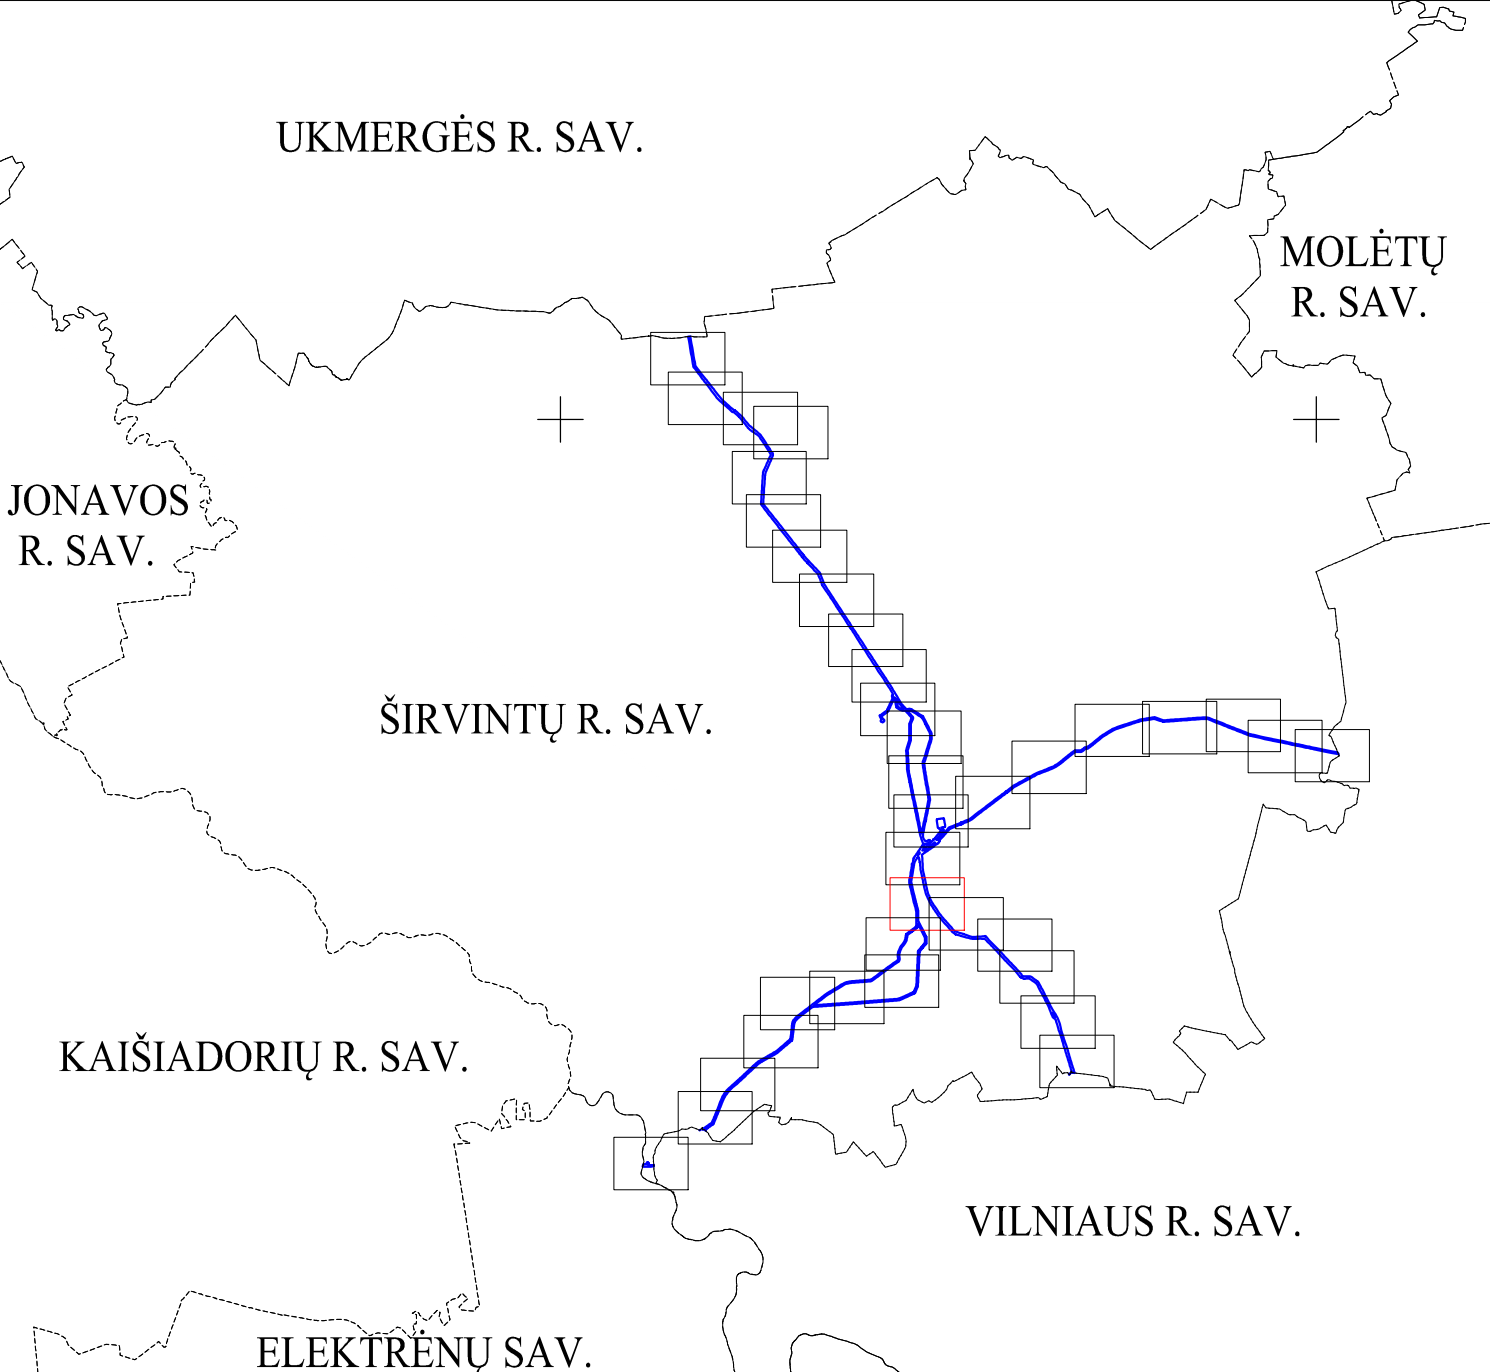 UKMERGĖS R. SAV.
MOLĖTŲ
R. SAV.
JONAVOS
R. SAV.
ŠIRVINTŲ R. SAV.
KAIŠIADORIŲ R. SAV.
VILNIAUS R. SAV.
ELEKTRĖNŲ SAV.